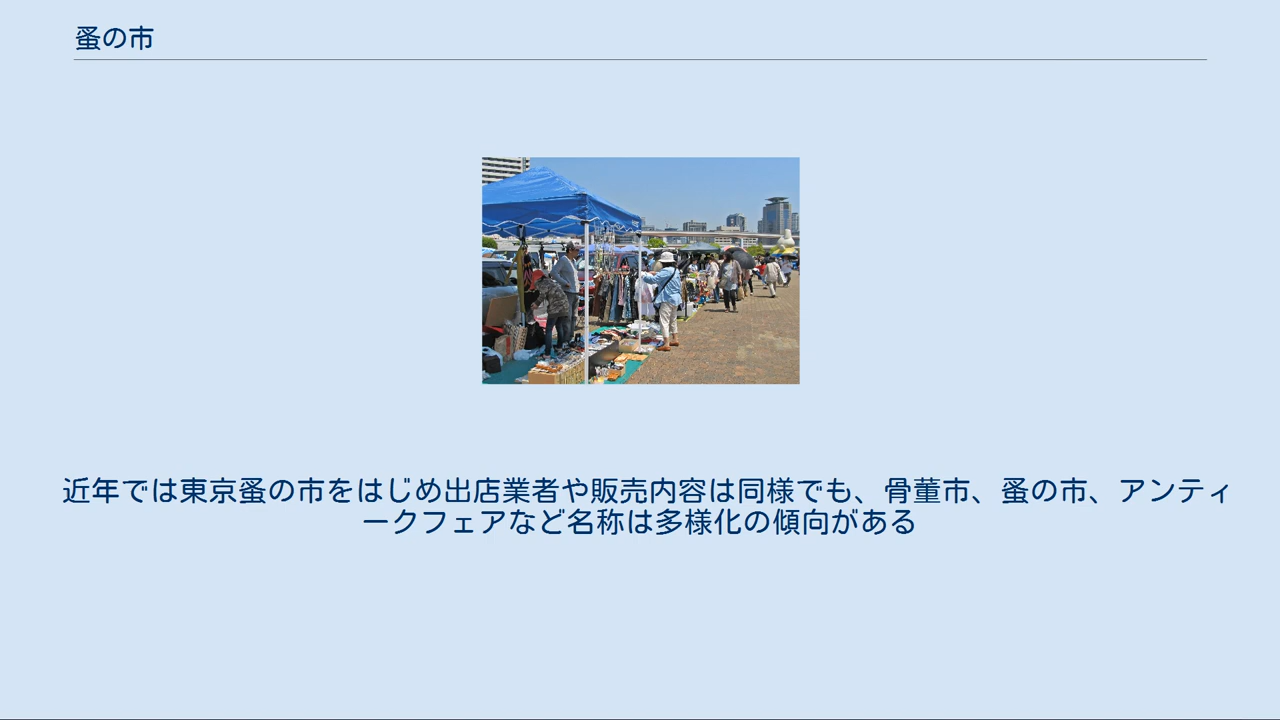 蚤の市
近年では東京蚤の市をはじめ出店業者や販売内容は同様でも、骨董市、蚤の市、アンティ
ークフェアなど名称は多様化の傾向がある